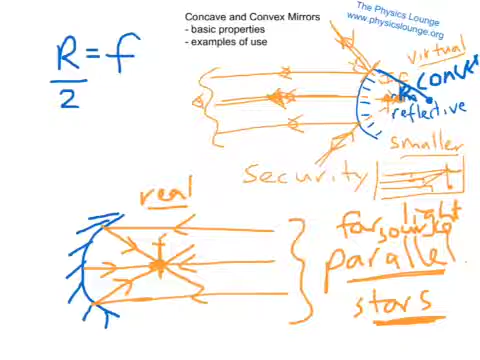 Concave and Convex Mirrors
- basic properties
- examples of use
The Physics Lounge
www.physicslounge.org
R = f
2
virtual
f
R
reflective
smaller
security
real
f
far light
source
parallel
stars